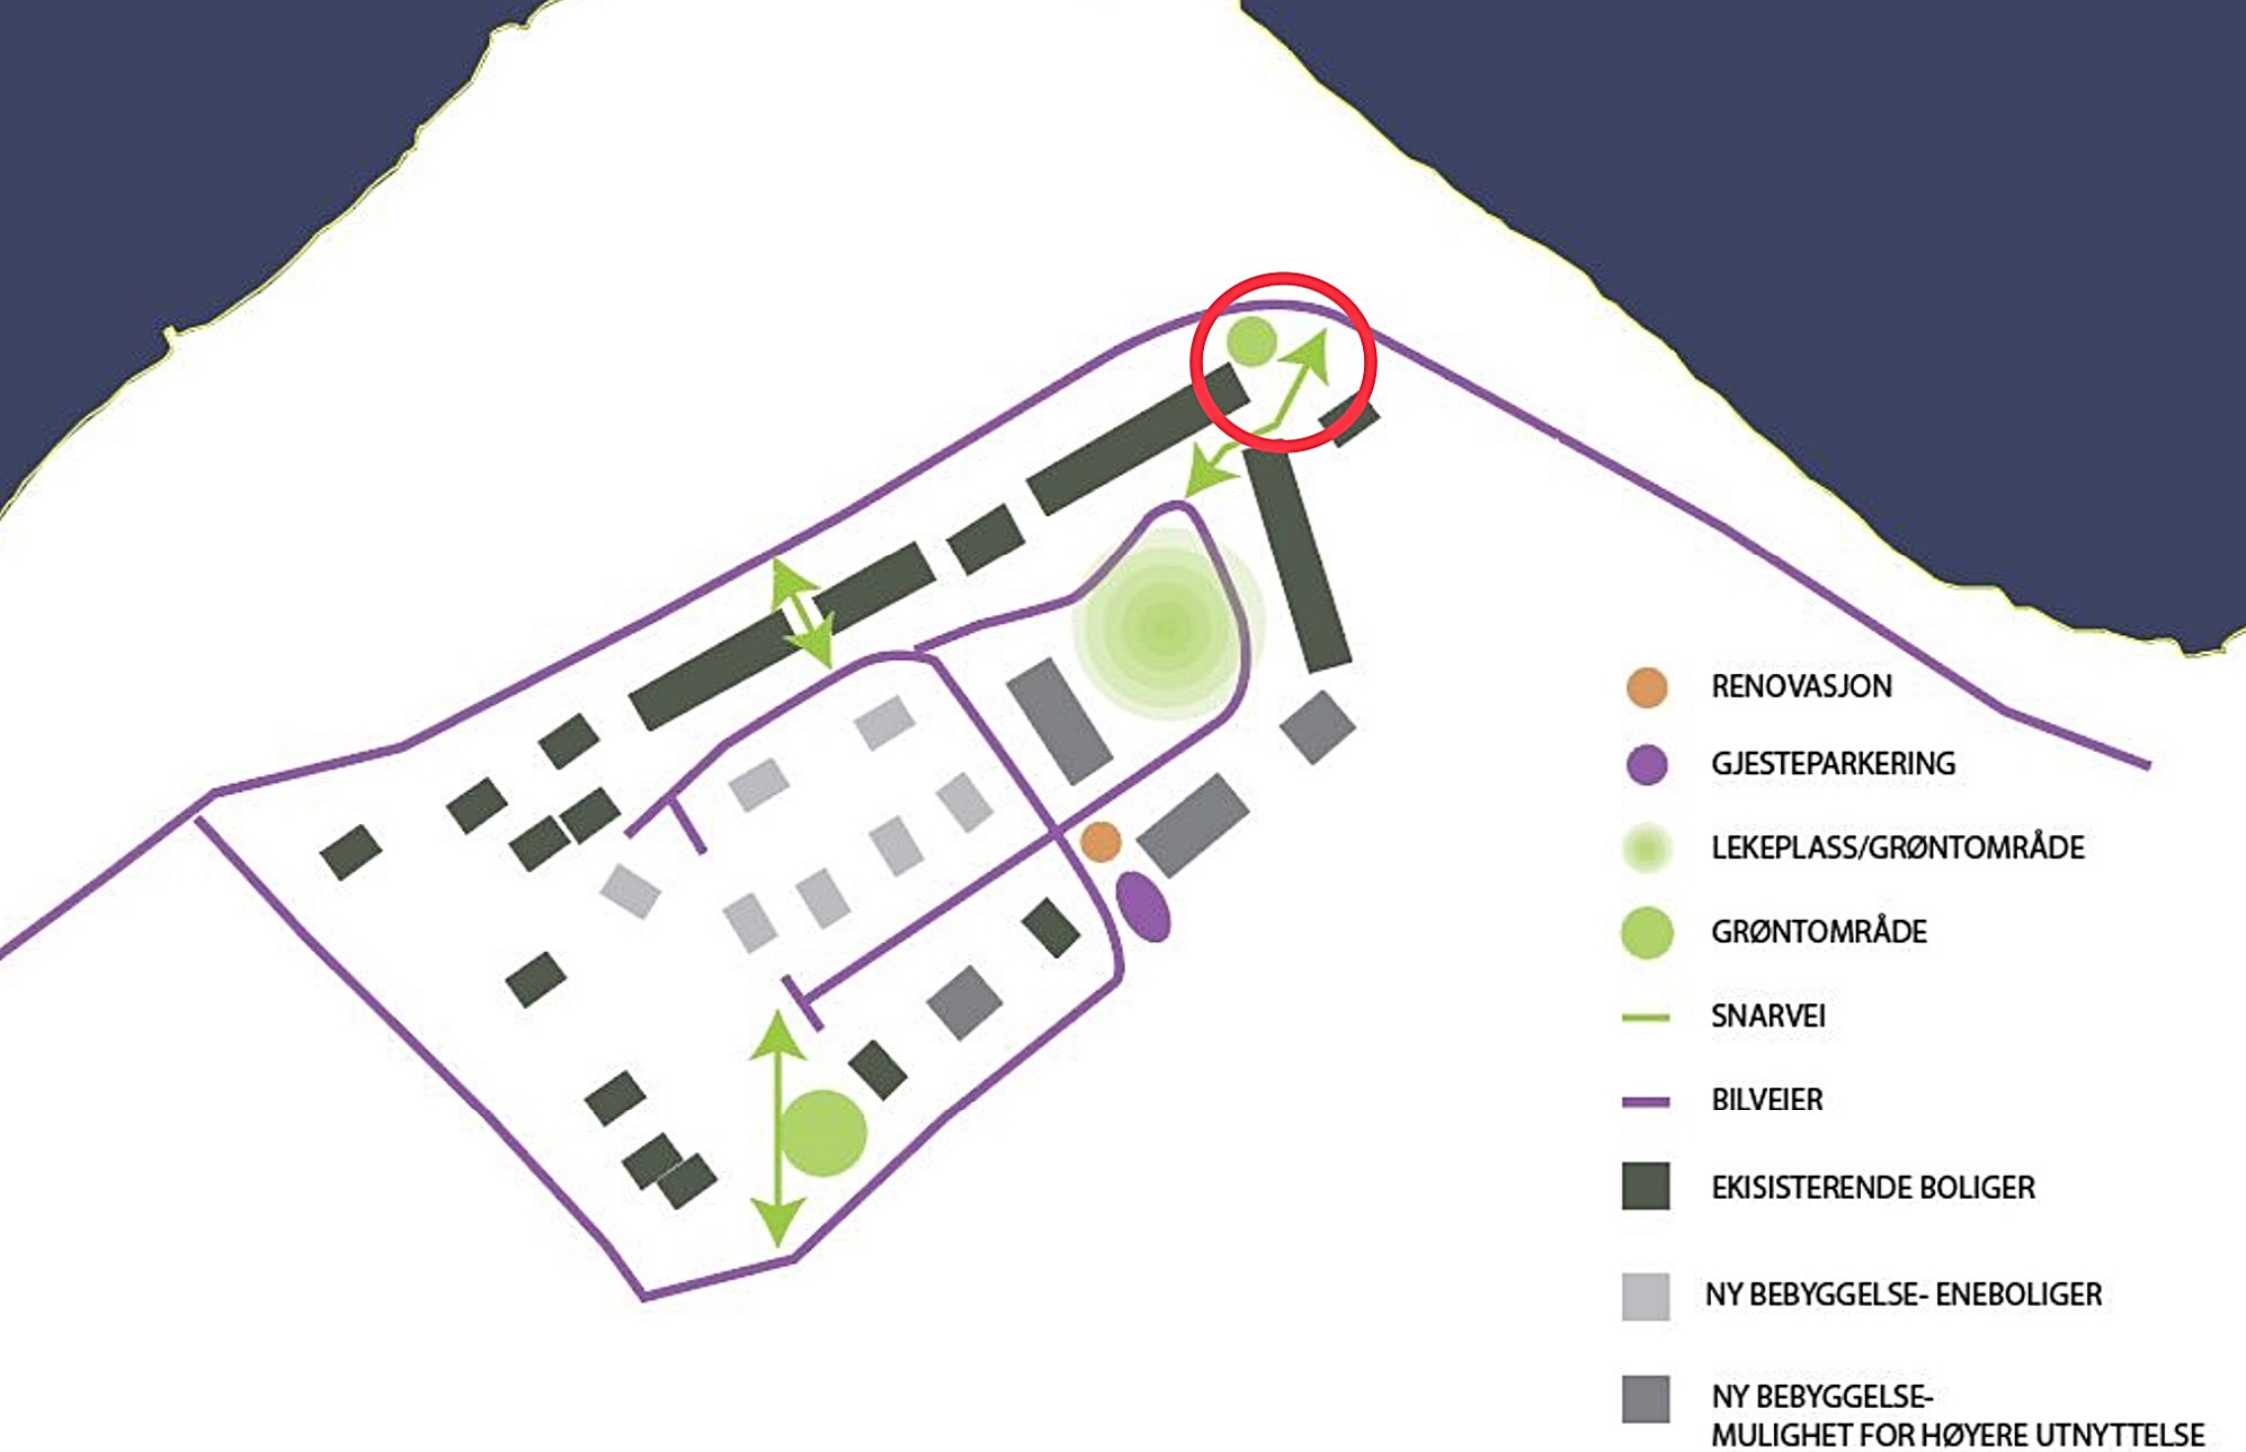 RENOVASJON
GJESTEPARKERING
LEKEPLASS/GRØNTOMRÅDE
GRØNTOMRÅDE
SNARVEI
BILVEIER
EKISISTERENDE BOLIGER
NY BEBYGGELSE- ENEBOLIGER
NY BEBYGGELSE-
MULIGHET FOR HØYERE UTNYTTELSE